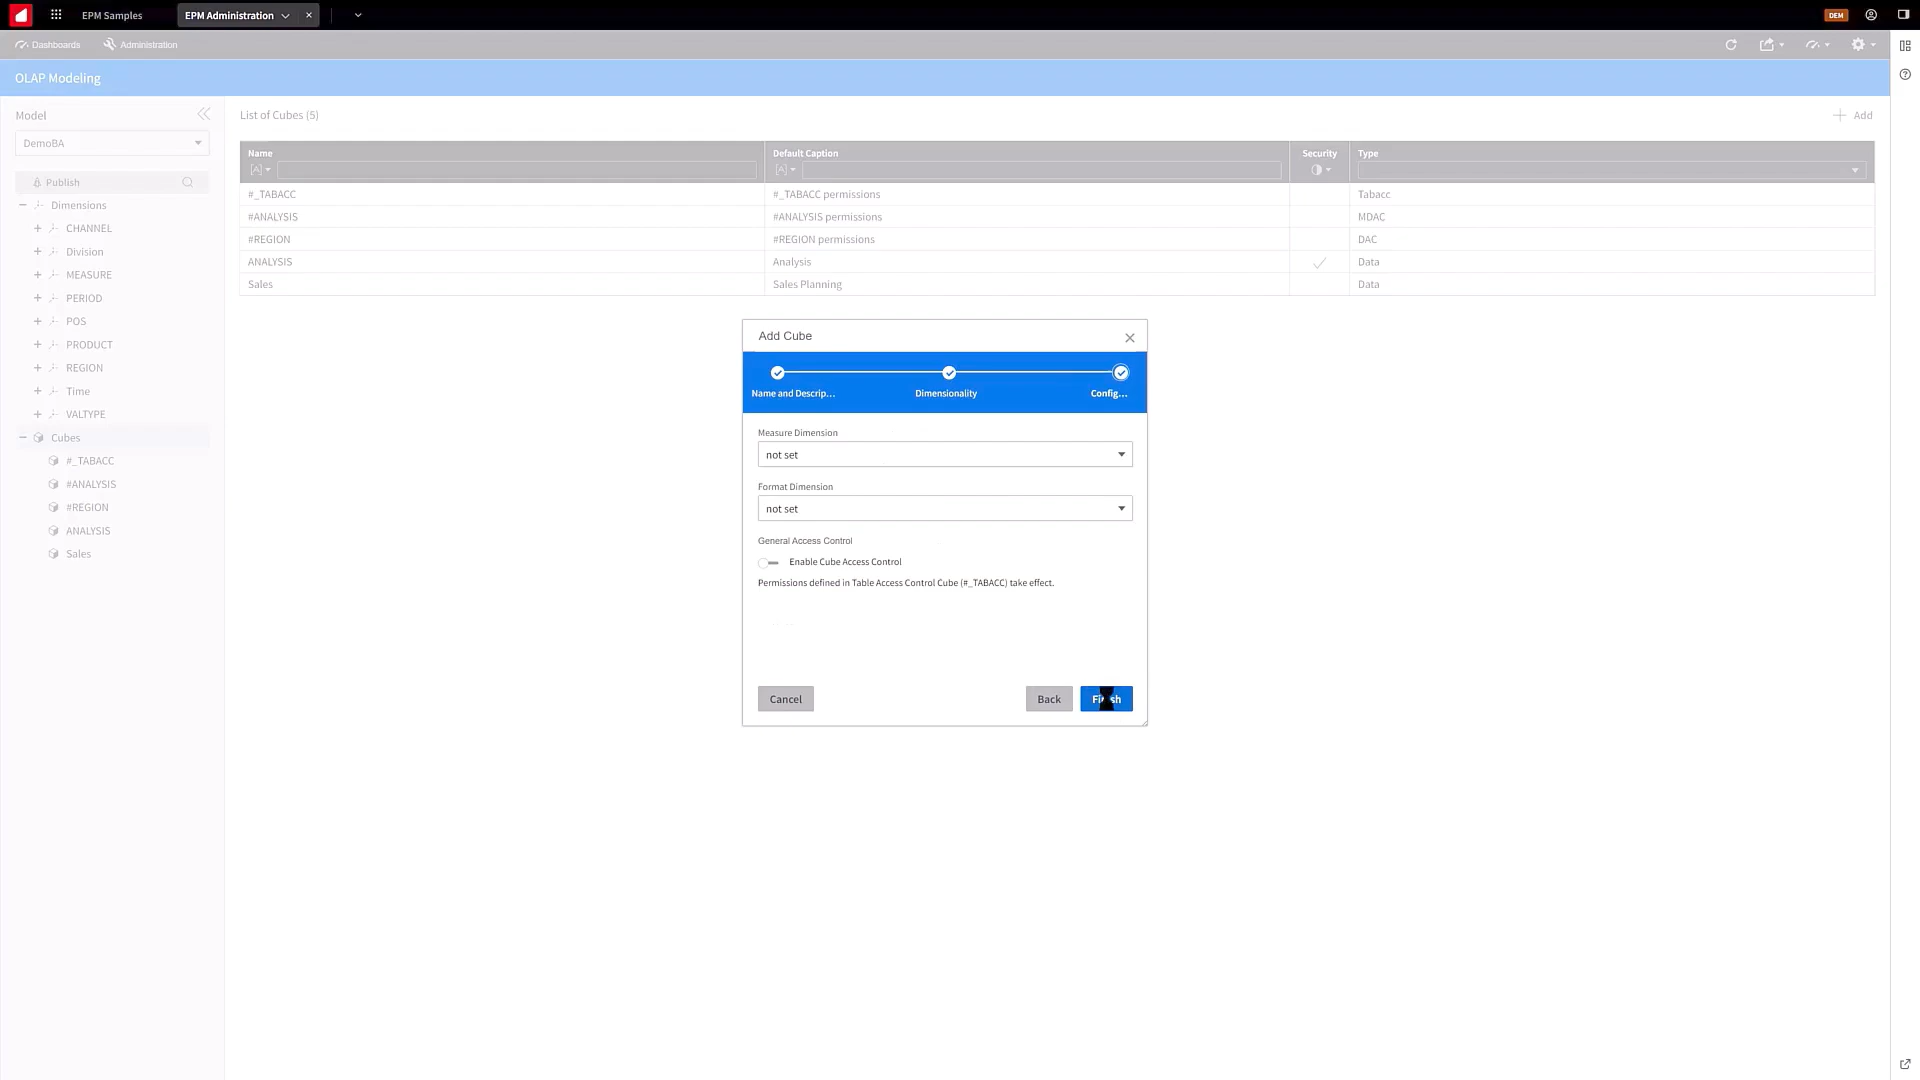 EPM Samples
EPM Administration
DEM
Dashboards
Administration
OLAP Modeling
Model
DemoBA
Publish
Dimensions
CHANNEL
Division
MEASURE
PERIOD
POS
PRODUCT
REGION
Time
VALTYPE
Cubes
#_TABACC
#ANALYSIS
#REGION
ANALYSIS
Sales
List of Cubes (5)
Add
Name Default Caption Security Type
[A] [A]
#_TABACC #_TABACC permissions Tabacc
#ANALYSIS #ANALYSIS permissions MDAC
#REGION #REGION permissions DAC
ANALYSIS Analysis Data
Sales Sales Planning Data
Add Cube
Name and Descrip... Dimensionality Config...
Measure Dimension
not set
Format Dimension
not set
General Access Control
Enable Cube Access Control
Permissions defined in Table Access Control Cube (#_TABACC) take effect.
Cancel Back